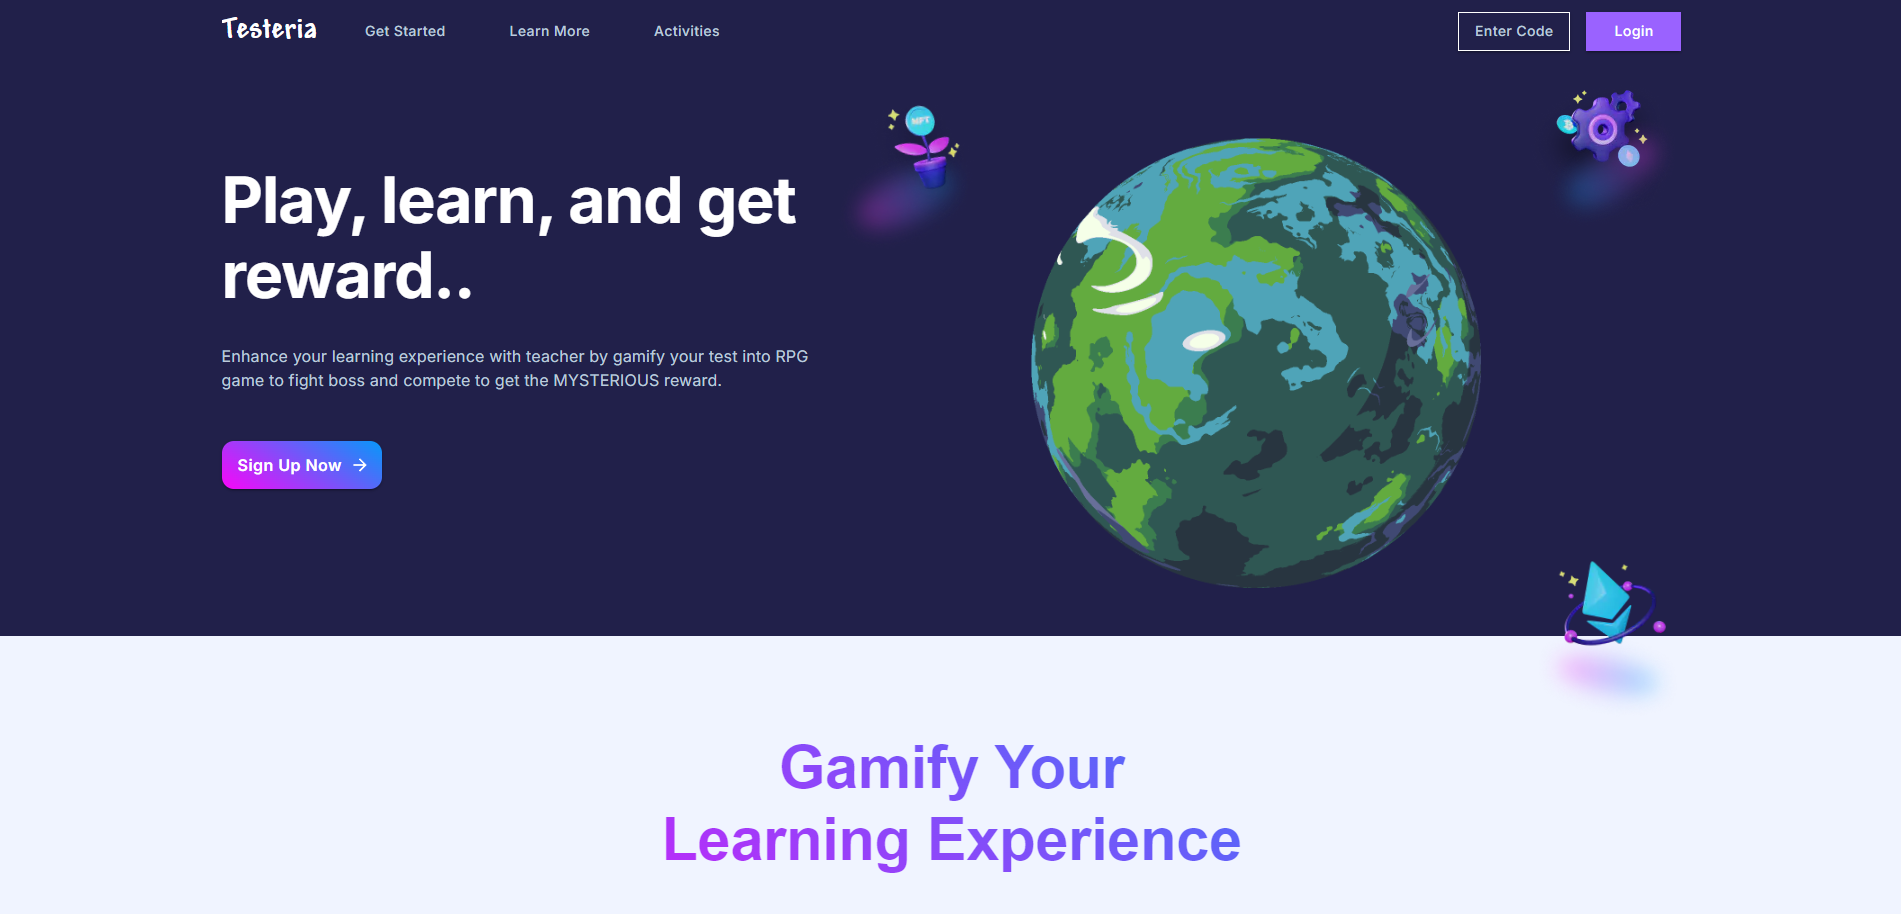 Testeria
Get Started
Learn More
Activities
Enter Code
Login
Play, learn, and get
reward..
Enhance your learning experience with teacher by gamify your test into RPG
game to fight boss and compete to get the MYSTERIOUS reward.
Sign Up Now
Gamify Your
Learning Experience